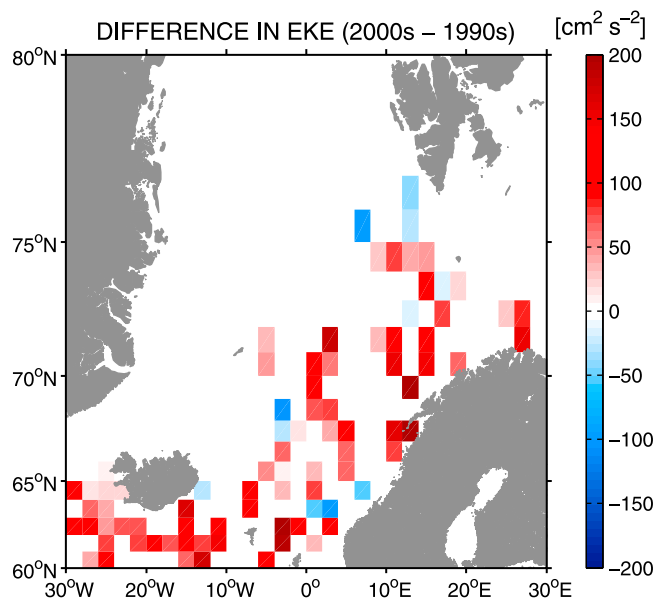 DIFFERENCE IN EKE (2000s – 1990s)
[cm² s⁻²]
80°N
75°N
70°N
65°N
60°N
30°W
20°W
10°W
0°
10°E
20°E
30°E
200
150
100
50
0
−50
−100
−150
−200